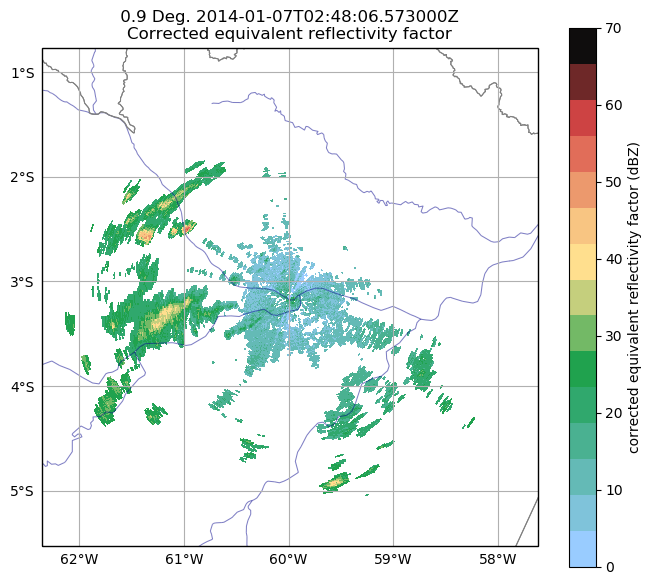 0.9 Deg. 2014-01-07T02:48:06.573000Z
Corrected equivalent reflectivity factor
1°S
2°S
3°S
4°S
5°S
62°W 61°W 60°W 59°W 58°W
70
60
50
40
30
20
10
0
corrected equivalent reflectivity factor (dBZ)